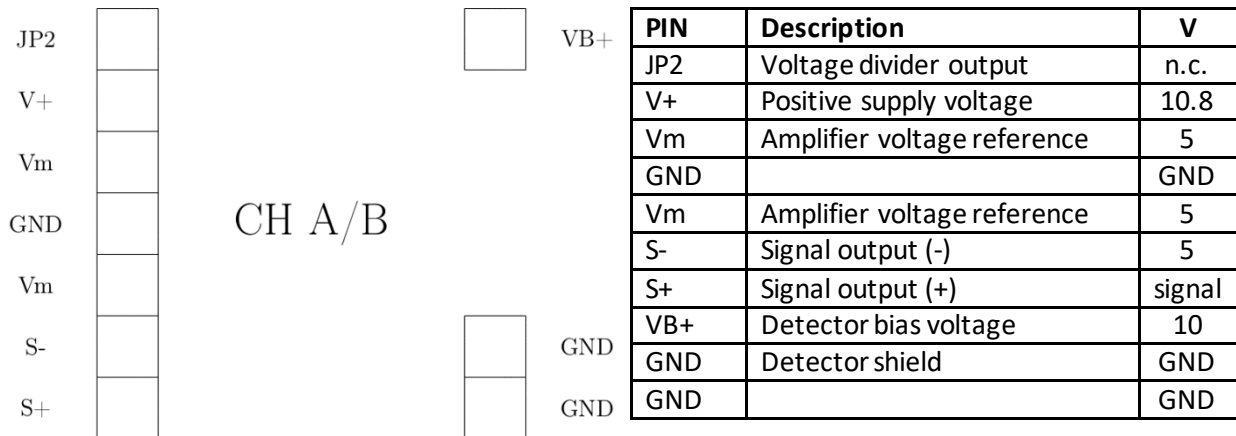 JP2
V+
Vm
GND
Vm
S-
S+
CH A/B
VB+
GND
GND
PIN Description V
JP2 Voltage divider output n.c.
V+ Positive supply voltage 10.8
Vm Amplifier voltage reference 5
GND GND
Vm Amplifier voltage reference 5
S- Signal output (-) 5
S+ Signal output (+) signal
VB+ Detector bias voltage 10
GND Detector shield GND
GND GND